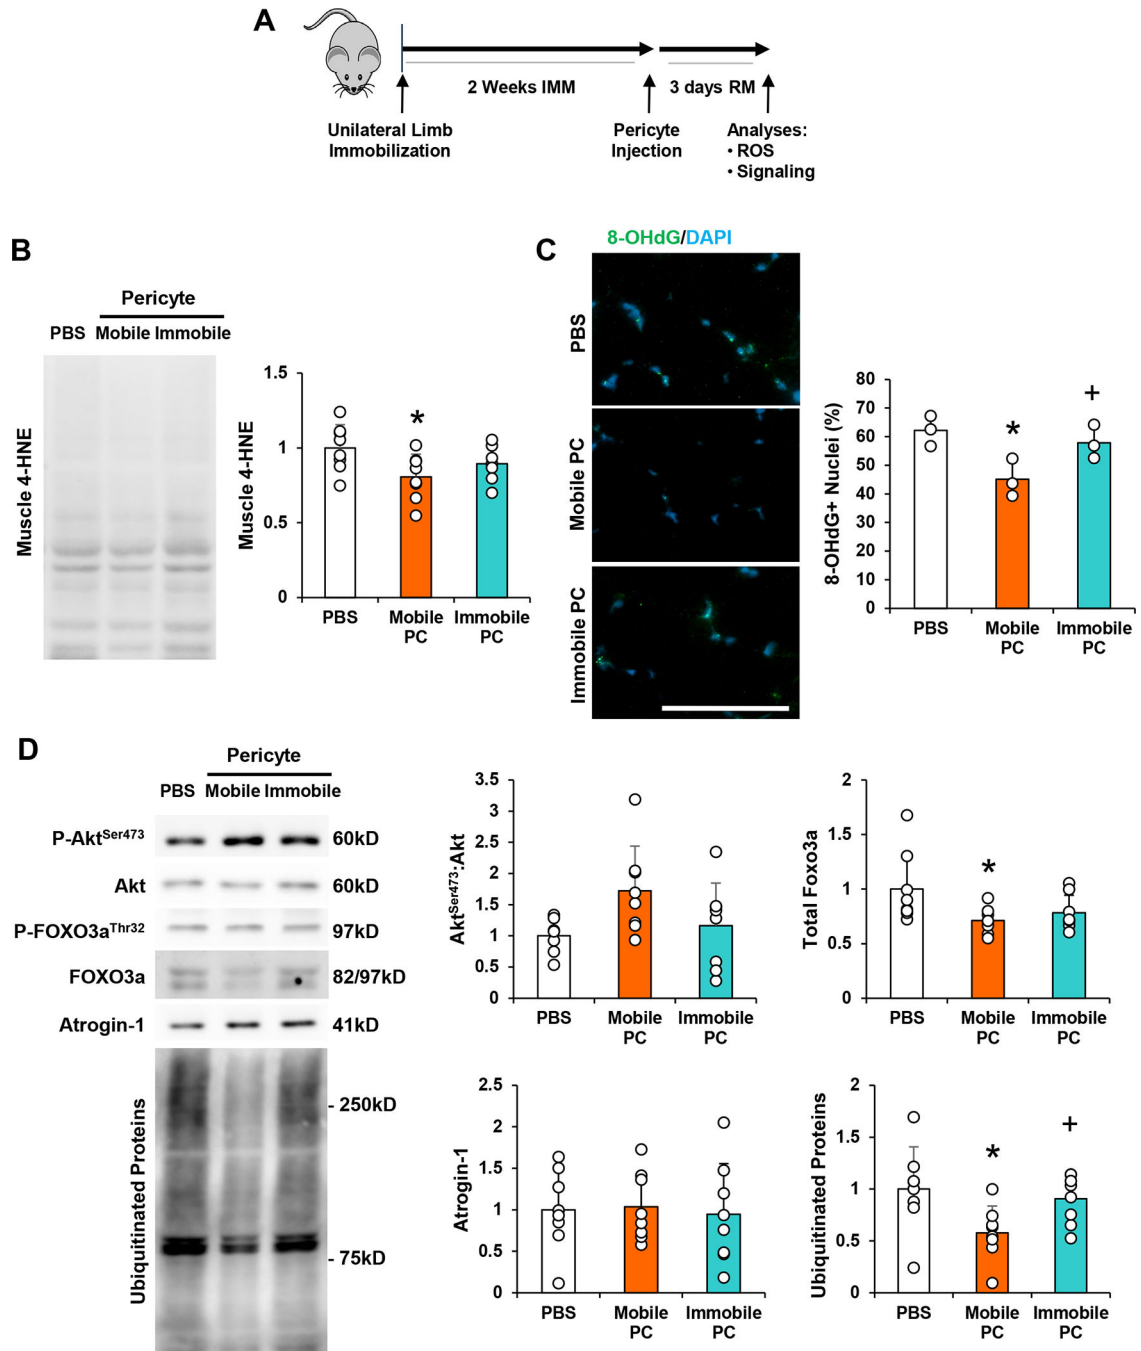 A
2 Weeks IMM
3 days RM
Unilateral Limb
Immobilization
Pericyte
Injection
Analyses:
• ROS
• Signaling
B
Pericyte
PBS Mobile Immobile
Muscle 4-HNE
Muscle 4-HNE
1.5
*
1
0.5
0
PBS
Mobile
PC
Immobile
PC
C
8-OHdG/DAPI
PBS
Mobile PC
Immobile PC
8-OHdG+ Nuclei (%)
80
70
60
50
40
30
20
10
0
*
+
PBS
Mobile
PC
Immobile
PC
D
Pericyte
PBS Mobile Immobile
P-Akt^Ser473 60kD
Akt 60kD
P-FOXO3a^Thr32 97kD
FOXO3a 82/97kD
Atrogin-1 41kD
Ubiquitinated Proteins
- 250kD
- 75kD
Akt^Ser473:Akt
3.5
3
2.5
2
1.5
1
0.5
0
PBS
Mobile
PC
Immobile
PC
Total Foxo3a
2
1.5
1
0.5
0
*
PBS
Mobile
PC
Immobile
PC
Atrogin-1
2.5
2
1.5
1
0.5
0
PBS
Mobile
PC
Immobile
PC
Ubiquitinated Proteins
2
1.5
1
0.5
0
*
+
PBS
Mobile
PC
Immobile
PC